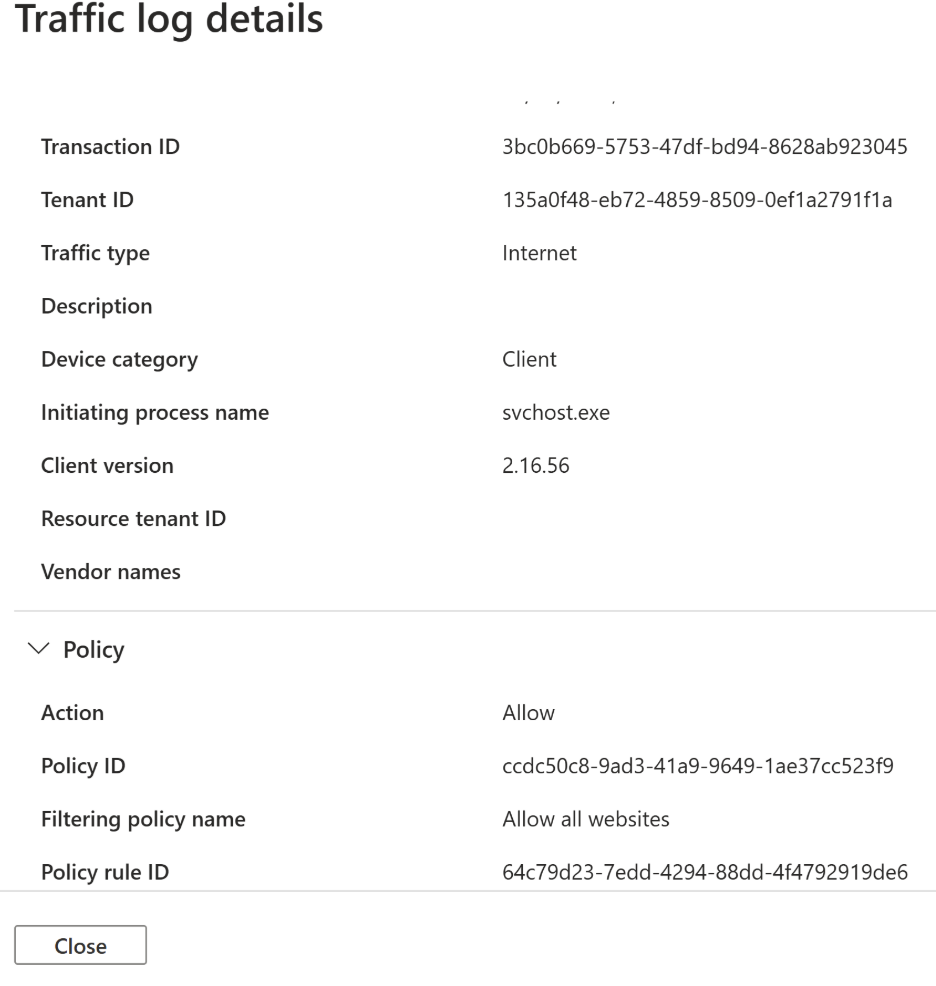 Traffic log details
Transaction ID 3bc0b669-5753-47df-bd94-8628ab923045
Tenant ID 135a0f48-eb72-4859-8509-0ef1a2791f1a
Traffic type Internet
Description
Device category Client
Initiating process name svchost.exe
Client version 2.16.56
Resource tenant ID
Vendor names
Policy
Action Allow
Policy ID ccdc50c8-9ad3-41a9-9649-1ae37cc523f9
Filtering policy name Allow all websites
Policy rule ID 64c79d23-7edd-4294-88dd-4f4792919de6
Close